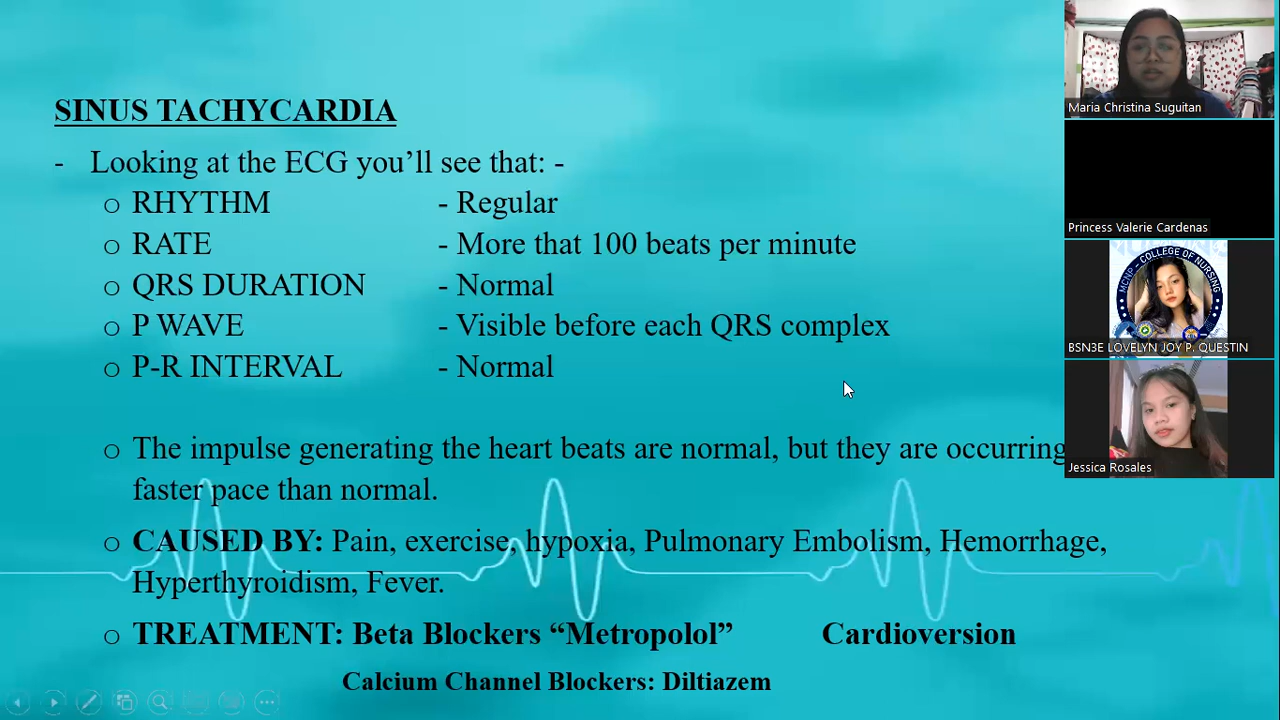 SINUS TACHYCARDIA
- Looking at the ECG you’ll see that: -
o RHYTHM - Regular
o RATE - More that 100 beats per minute
o QRS DURATION - Normal
o P WAVE - Visible before each QRS complex
o P-R INTERVAL - Normal
o The impulse generating the heart beats are normal, but they are occurring
faster pace than normal.
o CAUSED BY: Pain, exercise, hypoxia, Pulmonary Embolism, Hemorrhage,
Hyperthyroidism, Fever.
o TREATMENT: Beta Blockers “Metropolol” Cardioversion
Calcium Channel Blockers: Diltiazem
Maria Christina Suguitan
Princess Valerie Cardenas
MCNP - COLLEGE OF NURSING
BSN3E LOVELYN JOY P. QUESTIN
Jessica Rosales